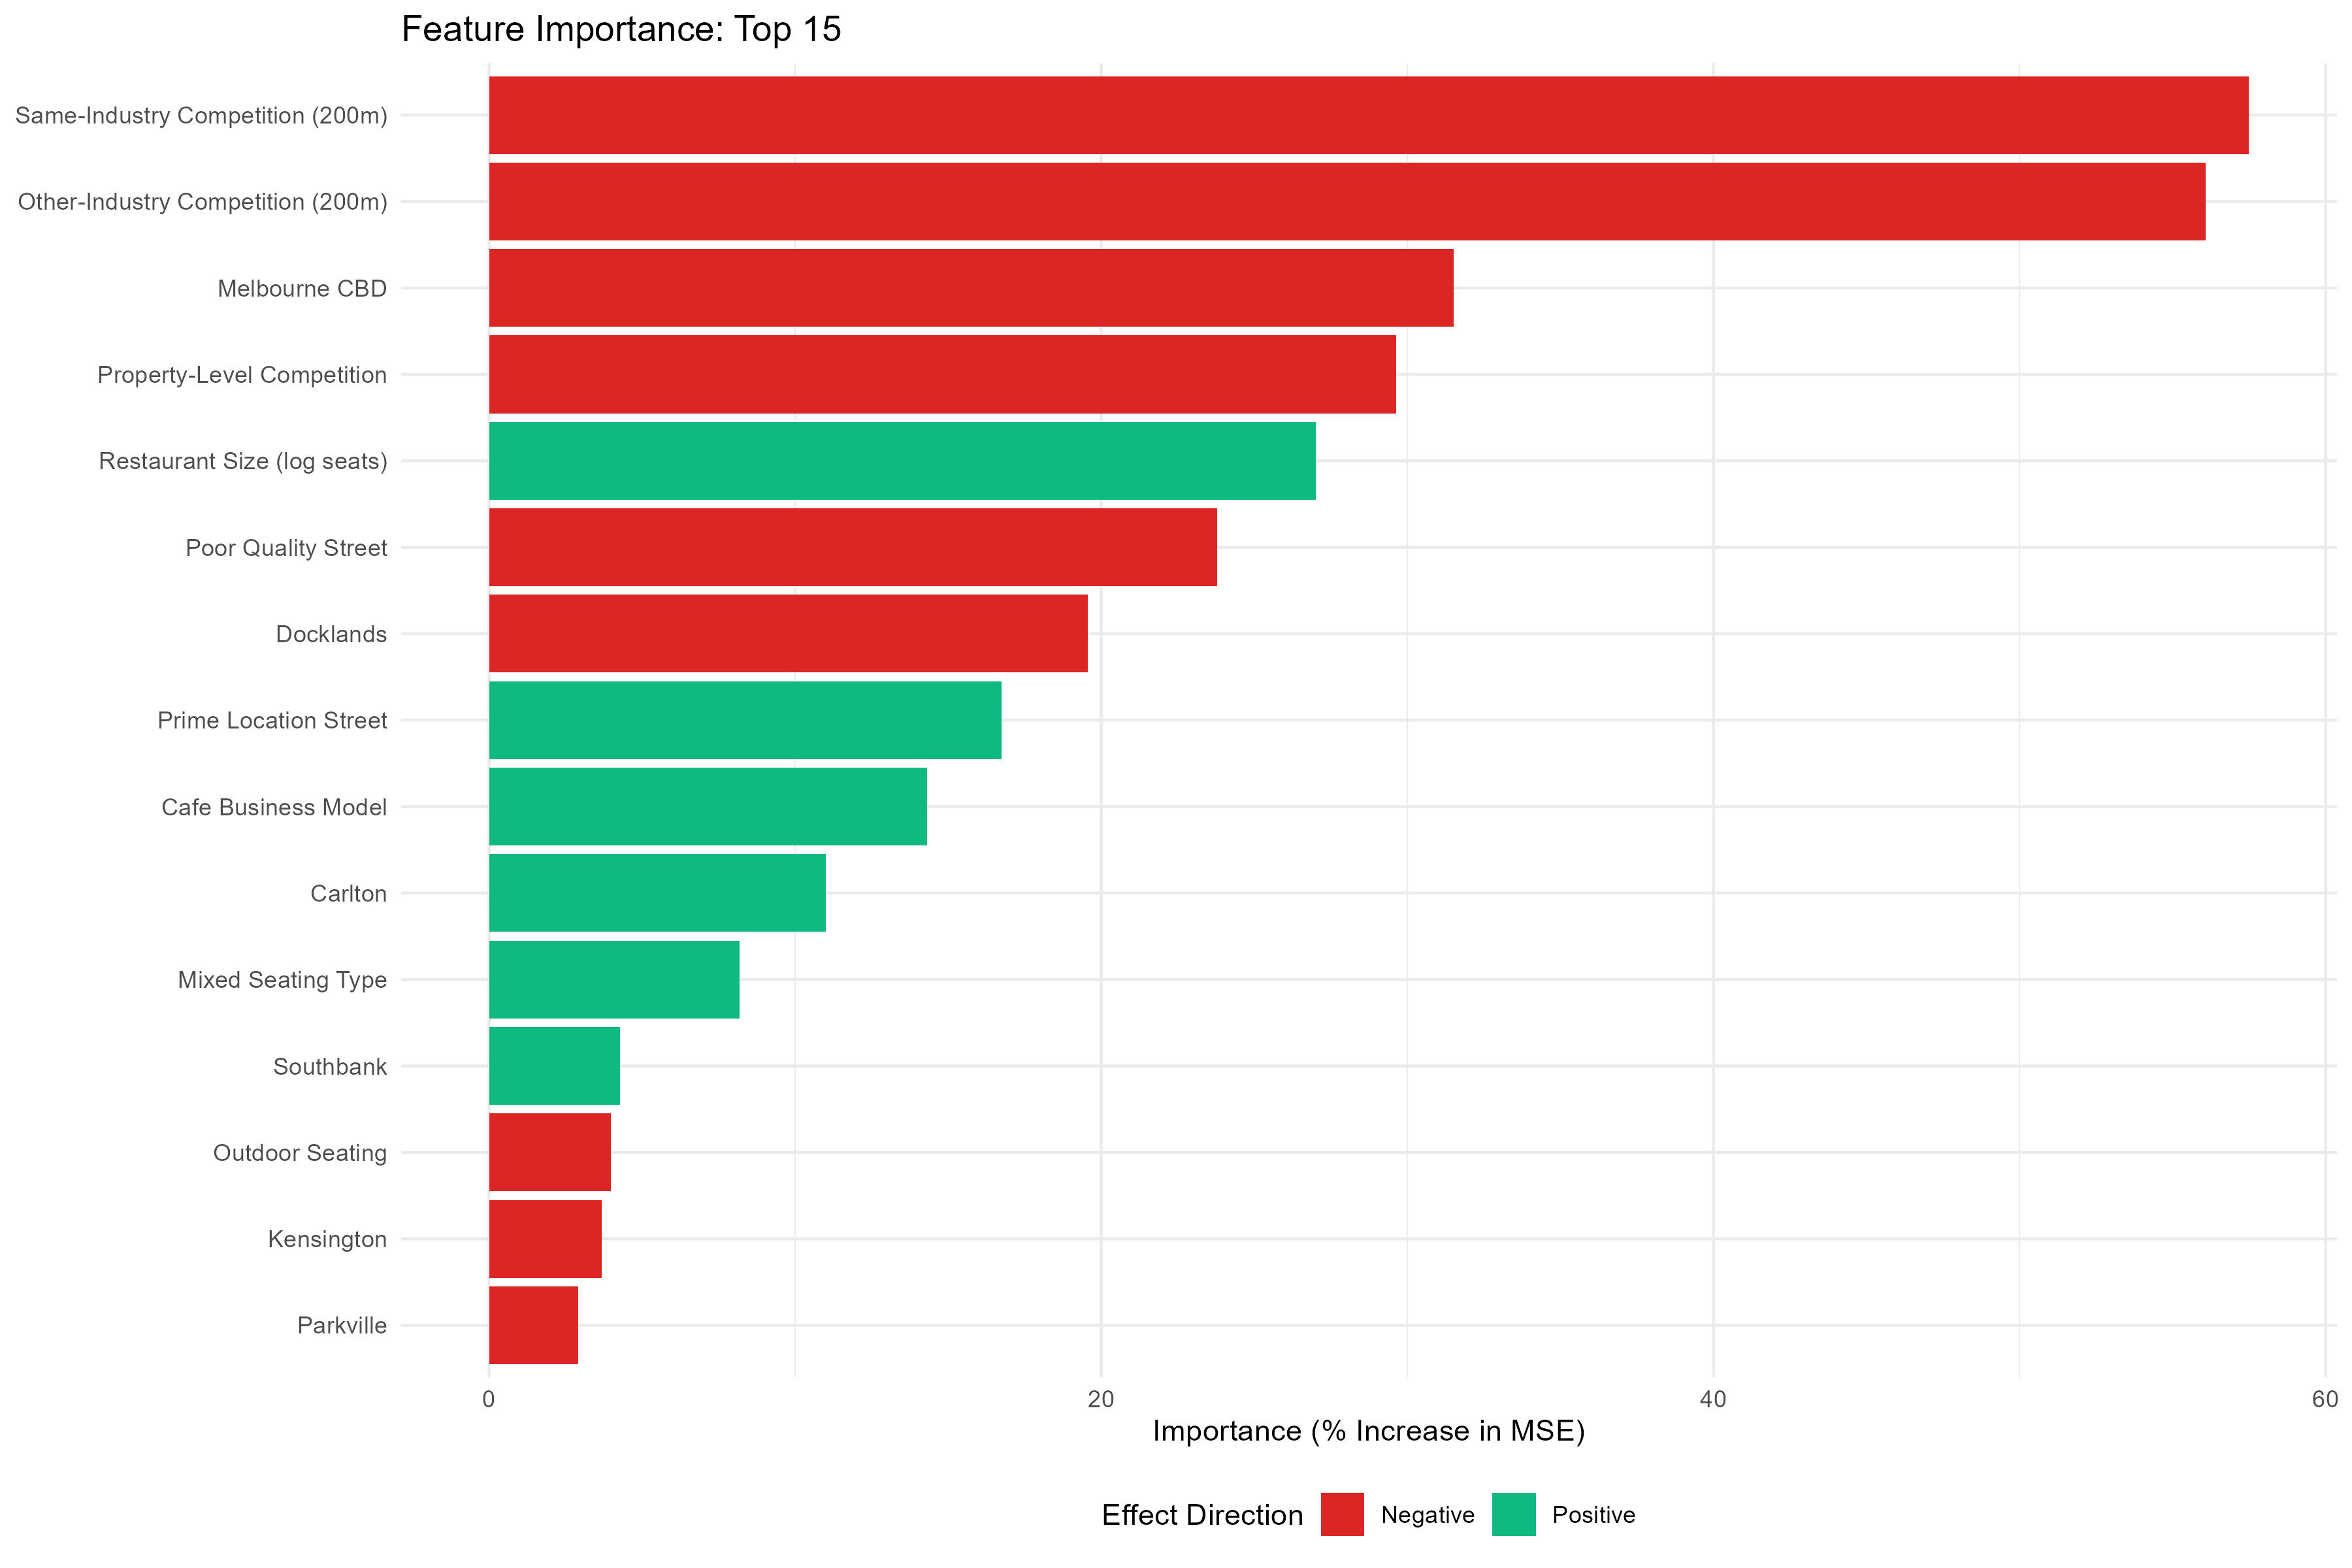 Feature Importance: Top 15
Same-Industry Competition (200m)
Other-Industry Competition (200m)
Melbourne CBD
Property-Level Competition
Restaurant Size (log seats)
Poor Quality Street
Docklands
Prime Location Street
Cafe Business Model
Carlton
Mixed Seating Type
Southbank
Outdoor Seating
Kensington
Parkville
0 20 40 60
Importance (% Increase in MSE)
Effect Direction Negative Positive